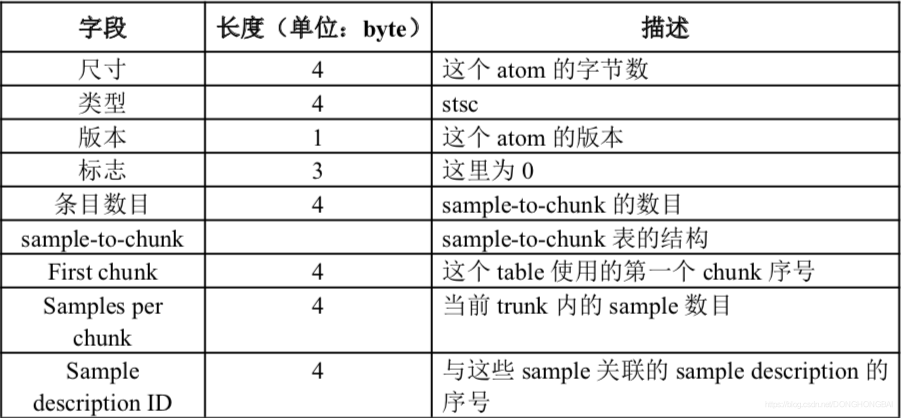 字段 长度（单位：byte） 描述
尺寸 4 这个 atom 的字节数
类型 4 stsc
版本 1 这个 atom 的版本
标志 3 这里为 0
条目数目 4 sample-to-chunk 的数目
sample-to-chunk sample-to-chunk 表的结构
First chunk 4 这个 table 使用的第一个 chunk 序号
Samples per 4 当前 trunk 内的 sample 数目
chunk
Sample 4 与这些 sample 关联的 sample description 的
description ID 序号